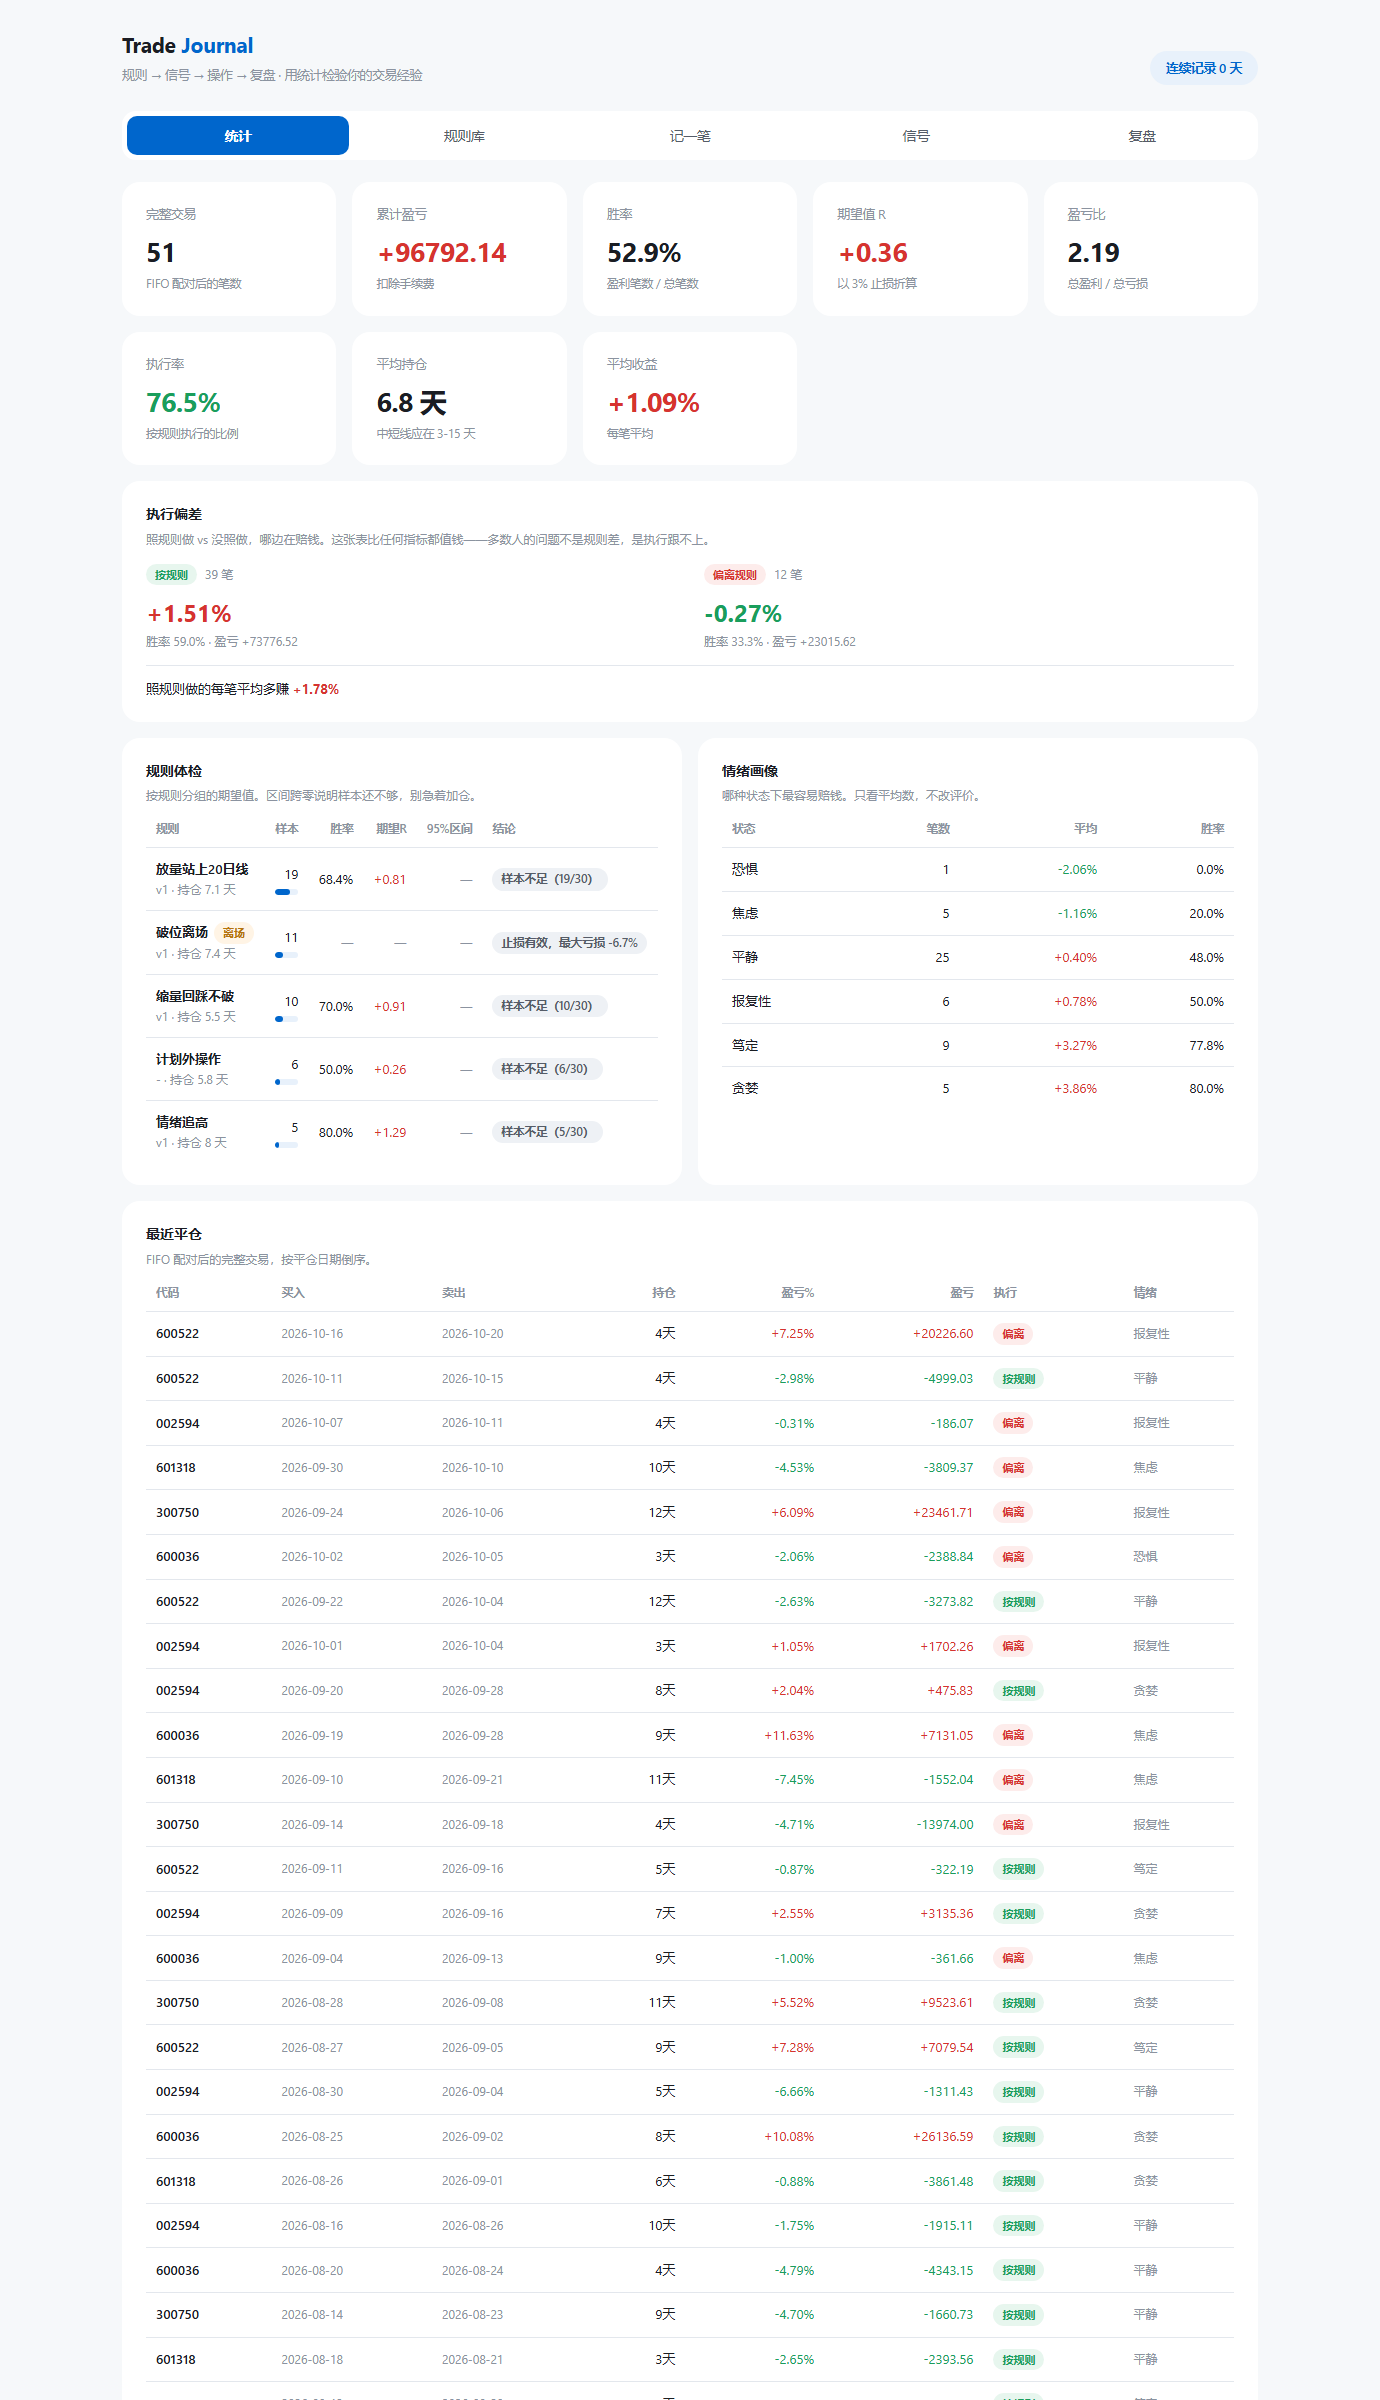 Trade Journal
规则 → 信号 → 操作 → 复盘 · 用统计检验你的交易经验
连续记录 0 天
统计 规则库 记一笔 信号 复盘
完整交易 累计盈亏 胜率 期望值 R 盈亏比
51 +96792.14 52.9% +0.36 2.19
FIFO 配对后的笔数 扣除手续费 盈利笔数 / 总笔数 以 3% 止损折算 总盈利 / 总亏损
执行率 平均持仓 平均收益
76.5% 6.8 天 +1.09%
按规则执行的比例 中短线应在 3-15 天 每笔平均
执行偏差
照规则做 vs 没照做，哪边在赔钱。这张表比任何指标都值钱——多数人的问题不是规则差，是执行跟不上。
按规则 39 笔 偏离规则 12 笔
+1.51% -0.27%
胜率 59.0% · 盈亏 +73776.52 胜率 33.3% · 盈亏 +23015.62
照规则做的每笔平均多赚 +1.78%
规则体检
按规则分组的期望值。区间跨零说明样本还不够，别急着加仓。
规则 样本 胜率 期望R 95%区间 结论
放量站上20日线 19 68.4% +0.81 — 样本不足（19/30）
v1 · 持仓 7.1 天
破位离场 离场 11 — — — 止损有效，最大亏损 -6.7%
v1 · 持仓 7.4 天
缩量回踩不破 10 70.0% +0.91 — 样本不足（10/30）
v1 · 持仓 5.5 天
计划外操作 6 50.0% +0.26 — 样本不足（6/30）
- · 持仓 5.8 天
情绪追高 5 80.0% +1.29 — 样本不足（5/30）
v1 · 持仓 8 天
情绪画像
哪种状态下最容易赔钱。只看平均数，不改评价。
状态 笔数 平均 胜率
恐惧 1 -2.06% 0.0%
焦虑 5 -1.16% 20.0%
平静 25 +0.40% 48.0%
报复性 6 +0.78% 50.0%
笃定 9 +3.27% 77.8%
贪婪 5 +3.86% 80.0%
最近平仓
FIFO 配对后的完整交易，按平仓日期倒序。
代码 买入 卖出 持仓 盈亏% 盈亏 执行 情绪
600522 2026-10-16 2026-10-20 4天 +7.25% +20226.60 偏离 报复性
600522 2026-10-11 2026-10-15 4天 -2.98% -4999.03 按规则 平静
002594 2026-10-07 2026-10-11 4天 -0.31% -186.07 偏离 报复性
601318 2026-09-30 2026-10-10 10天 -4.53% -3809.37 偏离 焦虑
300750 2026-09-24 2026-10-06 12天 +6.09% +23461.71 偏离 报复性
600036 2026-10-02 2026-10-05 3天 -2.06% -2388.84 偏离 恐惧
600522 2026-09-22 2026-10-04 12天 -2.63% -3273.82 按规则 平静
002594 2026-10-01 2026-10-04 3天 +1.05% +1702.26 偏离 报复性
002594 2026-09-20 2026-09-28 8天 +2.04% +475.83 按规则 贪婪
600036 2026-09-19 2026-09-28 9天 +11.63% +7131.05 偏离 焦虑
601318 2026-09-10 2026-09-21 11天 -7.45% -1552.04 偏离 焦虑
300750 2026-09-14 2026-09-18 4天 -4.71% -13974.00 偏离 报复性
600522 2026-09-11 2026-09-16 5天 -0.87% -322.19 按规则 笃定
002594 2026-09-09 2026-09-16 7天 +2.55% +3135.36 按规则 贪婪
600036 2026-09-04 2026-09-13 9天 -1.00% -361.66 偏离 焦虑
300750 2026-08-28 2026-09-08 11天 +5.52% +9523.61 按规则 贪婪
600522 2026-08-27 2026-09-05 9天 +7.28% +7079.54 按规则 笃定
002594 2026-08-30 2026-09-04 5天 -6.66% -1311.43 按规则 平静
600036 2026-08-25 2026-09-02 8天 +10.08% +26136.59 按规则 贪婪
601318 2026-08-26 2026-09-01 6天 -0.88% -3861.48 按规则 贪婪
002594 2026-08-16 2026-08-26 10天 -1.75% -1915.11 按规则 平静
600036 2026-08-20 2026-08-24 4天 -4.79% -4343.15 按规则 平静
300750 2026-08-14 2026-08-23 9天 -4.70% -1660.73 按规则 平静
601318 2026-08-18 2026-08-21 3天 -2.65% -2393.56 按规则 平静